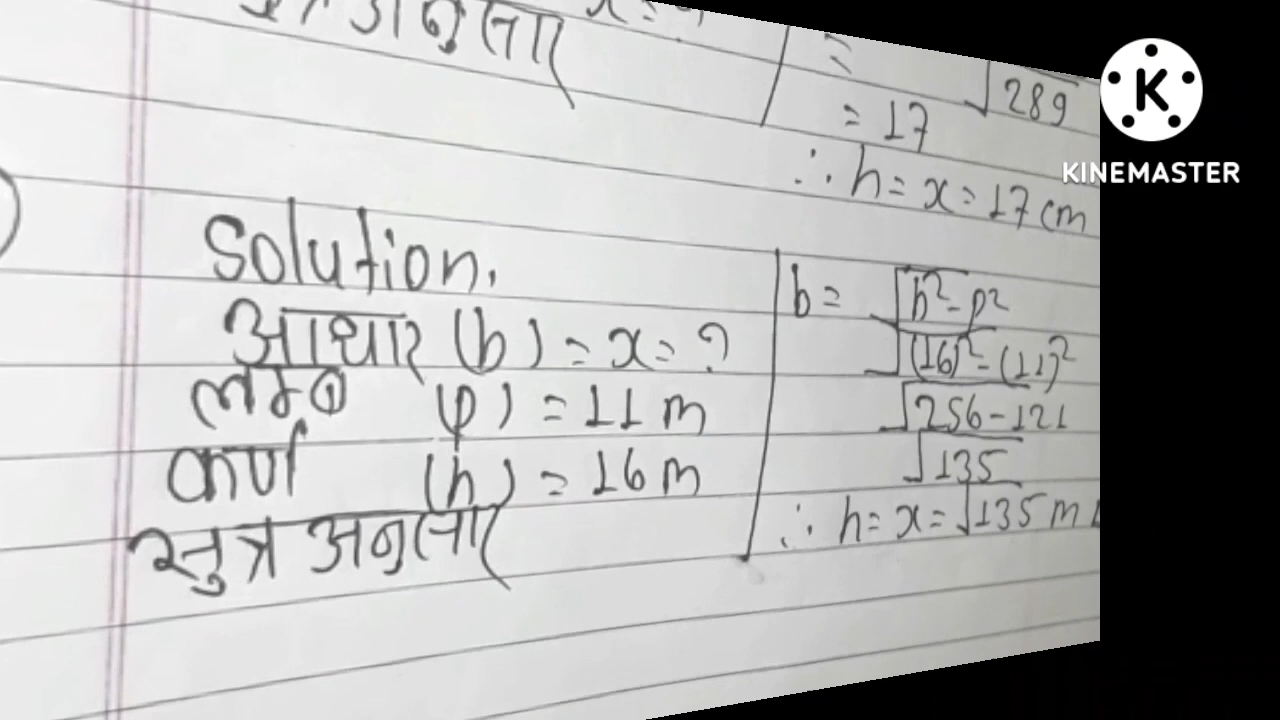 अनुसार
√289
= 17
∴ h = x = 17 cm
Solution.
आधार (b) = x = ?
लम्ब (p) = 11 m
कर्ण (h) = 16 m
सुत्र अनुसार
b = √h² - p²
√(16)² - (11)²
√256 - 121
√135
∴ h = x = √135 m
K
KINEMASTER